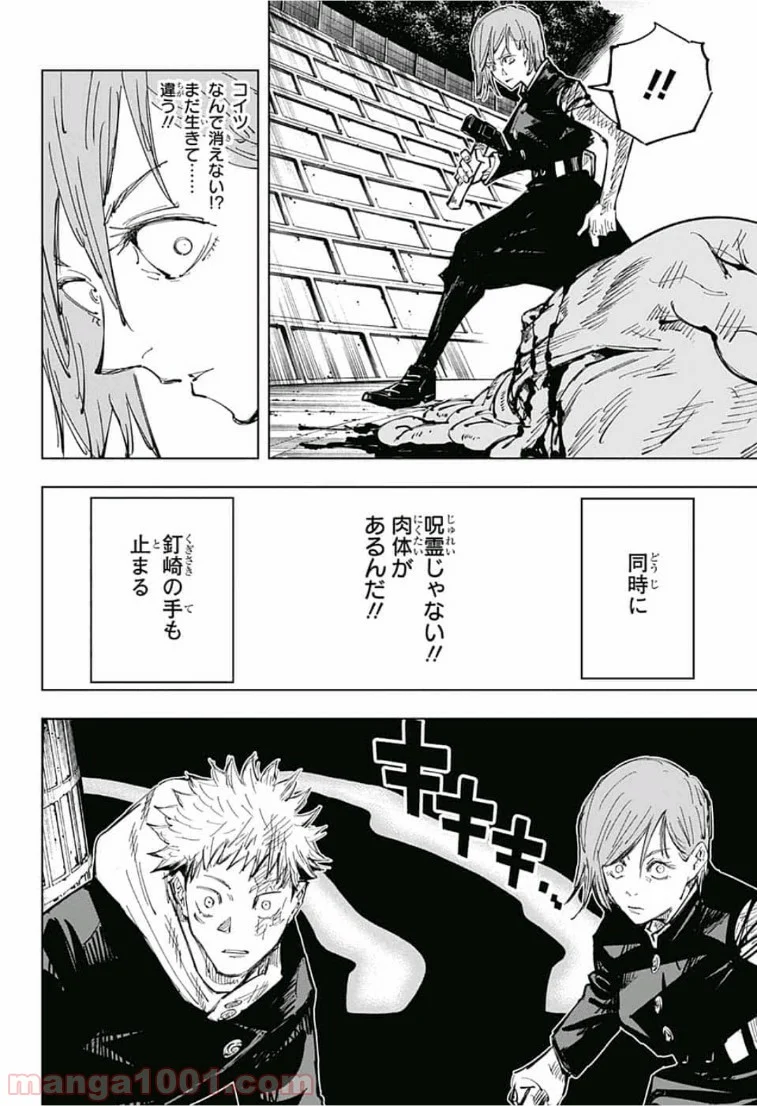 !!
コイツ、
なんで消えない!?
まだ生きて……
違う!!
同時に
呪霊じゃない!!
肉体が
あるんだ!!
釘崎の手も
止まる
キキキ…
manga1001.com